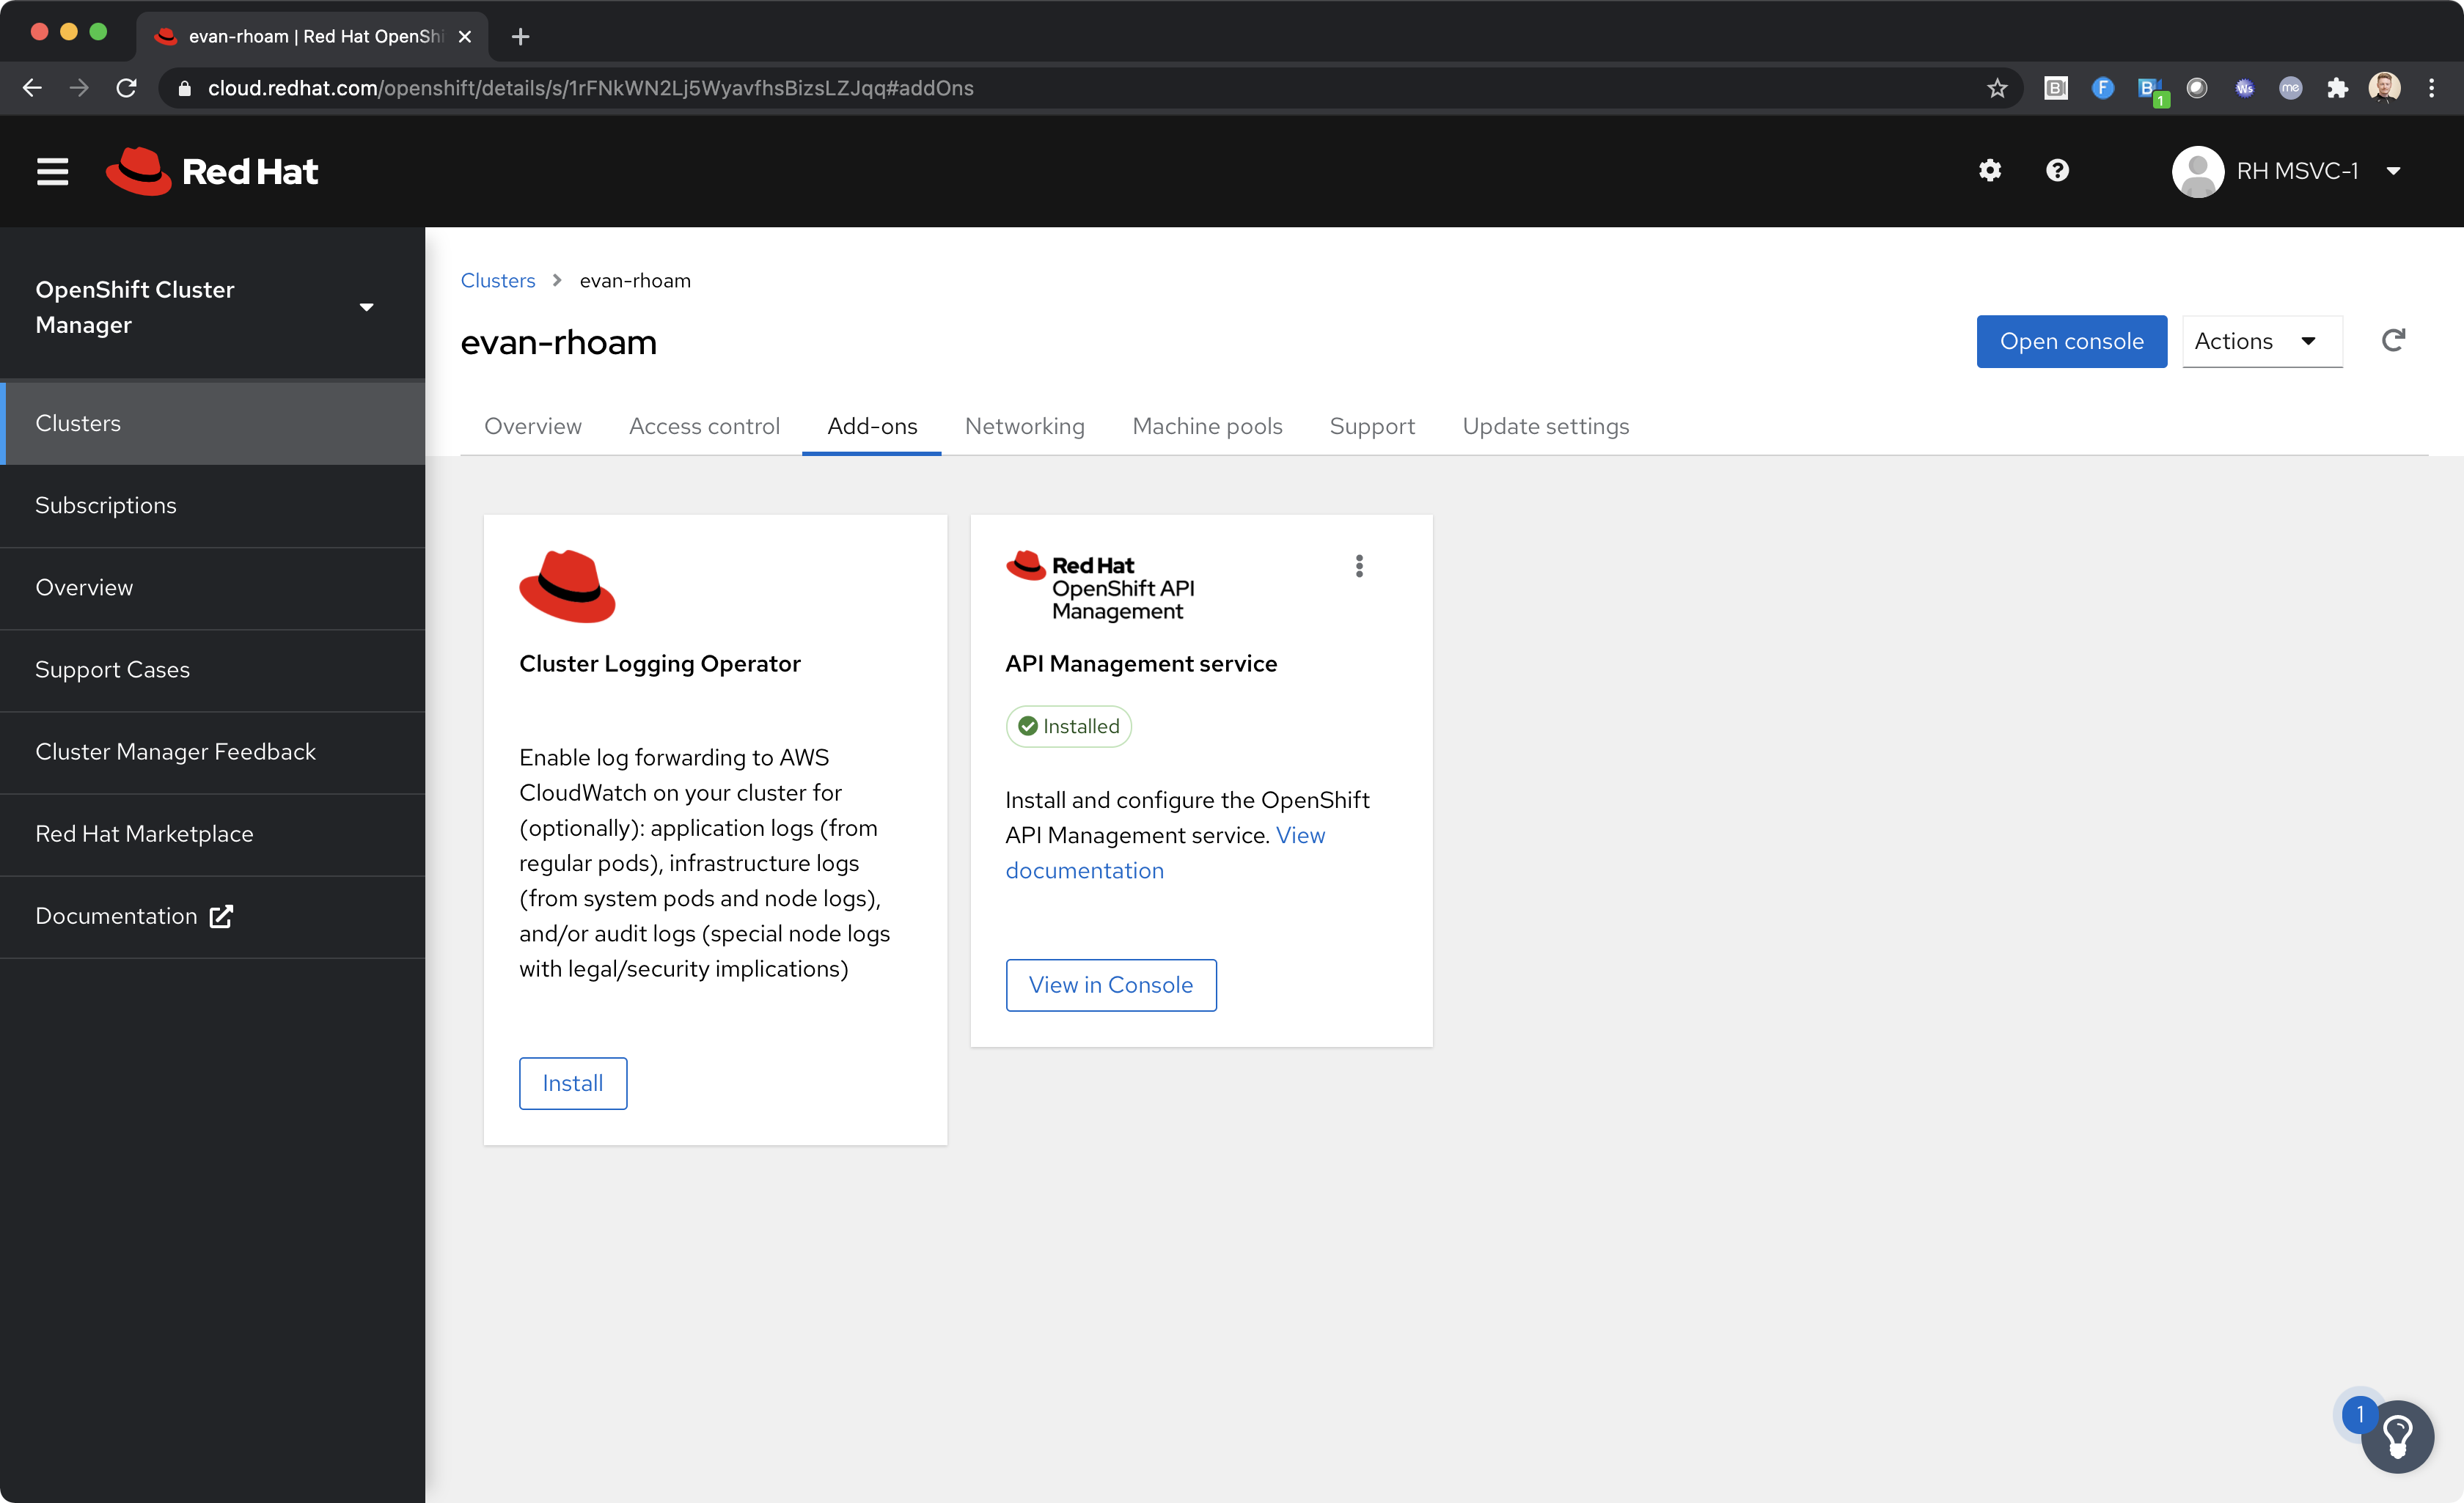 evan-rhoam | Red Hat OpenShi
cloud.redhat.com/openshift/details/s/1rFNkWN2Lj5WyavfhsBizsLZJqq#addOns
B
F
B
1
Ws
me
Red Hat
RH MSVC-1
OpenShift Cluster
Manager
Clusters
Subscriptions
Overview
Support Cases
Cluster Manager Feedback
Red Hat Marketplace
Documentation
Clusters > evan-rhoam
evan-rhoam
Open console
Actions
Overview
Access control
Add-ons
Networking
Machine pools
Support
Update settings
Cluster Logging Operator
Enable log forwarding to AWS
CloudWatch on your cluster for
(optionally): application logs (from
regular pods), infrastructure logs
(from system pods and node logs),
and/or audit logs (special node logs
with legal/security implications)
Install
Red Hat
OpenShift API
Management
API Management service
Installed
Install and configure the OpenShift
API Management service. View
documentation
View in Console
1